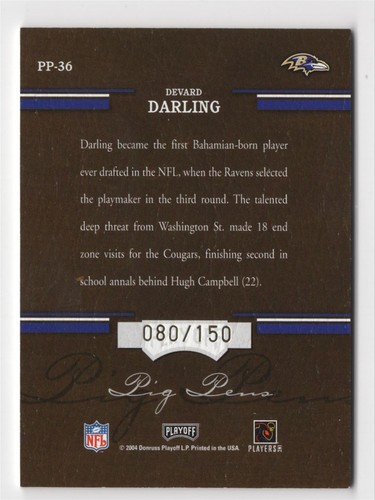 PP-36
DEVARD
DARLING
Darling became the first Bahamian-born player
ever drafted in the NFL, when the Ravens selected
the playmaker in the third round. The talented
deep threat from Washington St. made 18 end
zone visits for the Cougars, finishing second in
school annals behind Hugh Campbell (22).
080/150
Pig Pens
NFL
PLAYOFF
PLAYERS INC
© 2004 Donruss Playoff L.P. Printed in the USA.